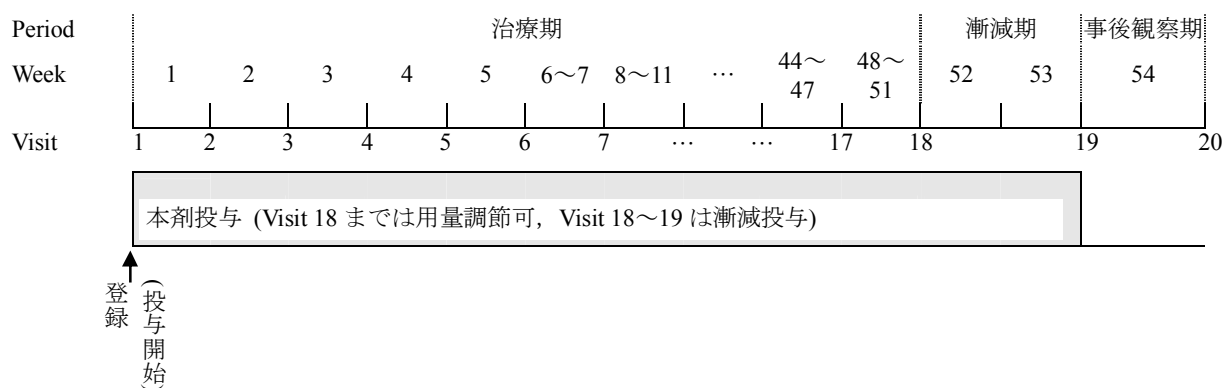 Period 治療期 漸減期 事後観察期
Week 1 2 3 4 5 6〜7 8〜11 … 44〜47 48〜51 52 53 54
Visit 1 2 3 4 5 6 7 … … 17 18 19 20
本剤投与 (Visit 18 までは用量調節可，Visit 18〜19 は漸減投与)
登録
(投与開始)